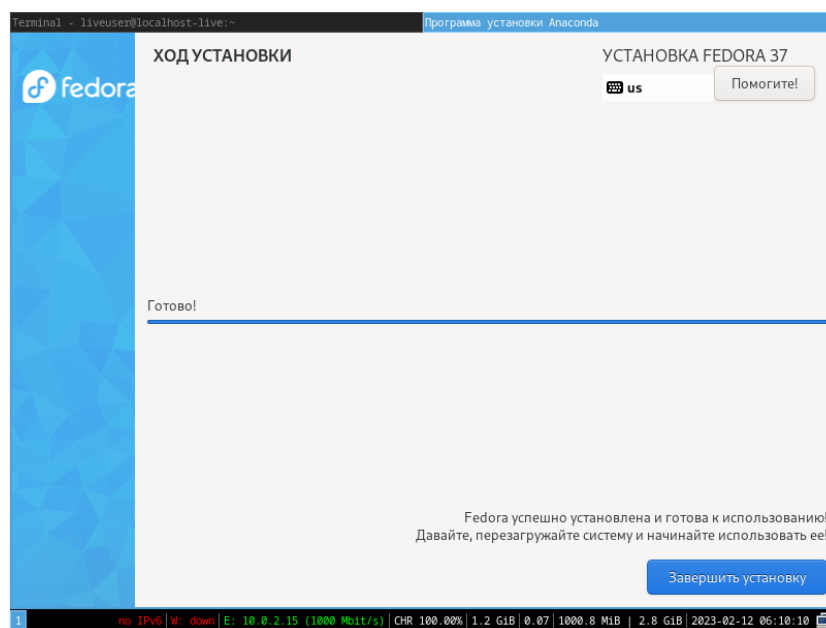 Terminal - liveuser@localhost-live:~
Программа установки Anaconda
fedora
ХОД УСТАНОВКИ
УСТАНОВКА FEDORA 37
us
Помогите!
Готово!
Fedora успешно установлена и готова к использованию!
Давайте, перезагружайте систему и начинайте использовать ее!
Завершить установку
1 no IPv6 W: down E: 10.0.2.15 (1000 Mbit/s) CHR 100.00% 1.2 GiB 0.07 1000.8 MiB | 2.8 GiB 2023-02-12 06:10:10